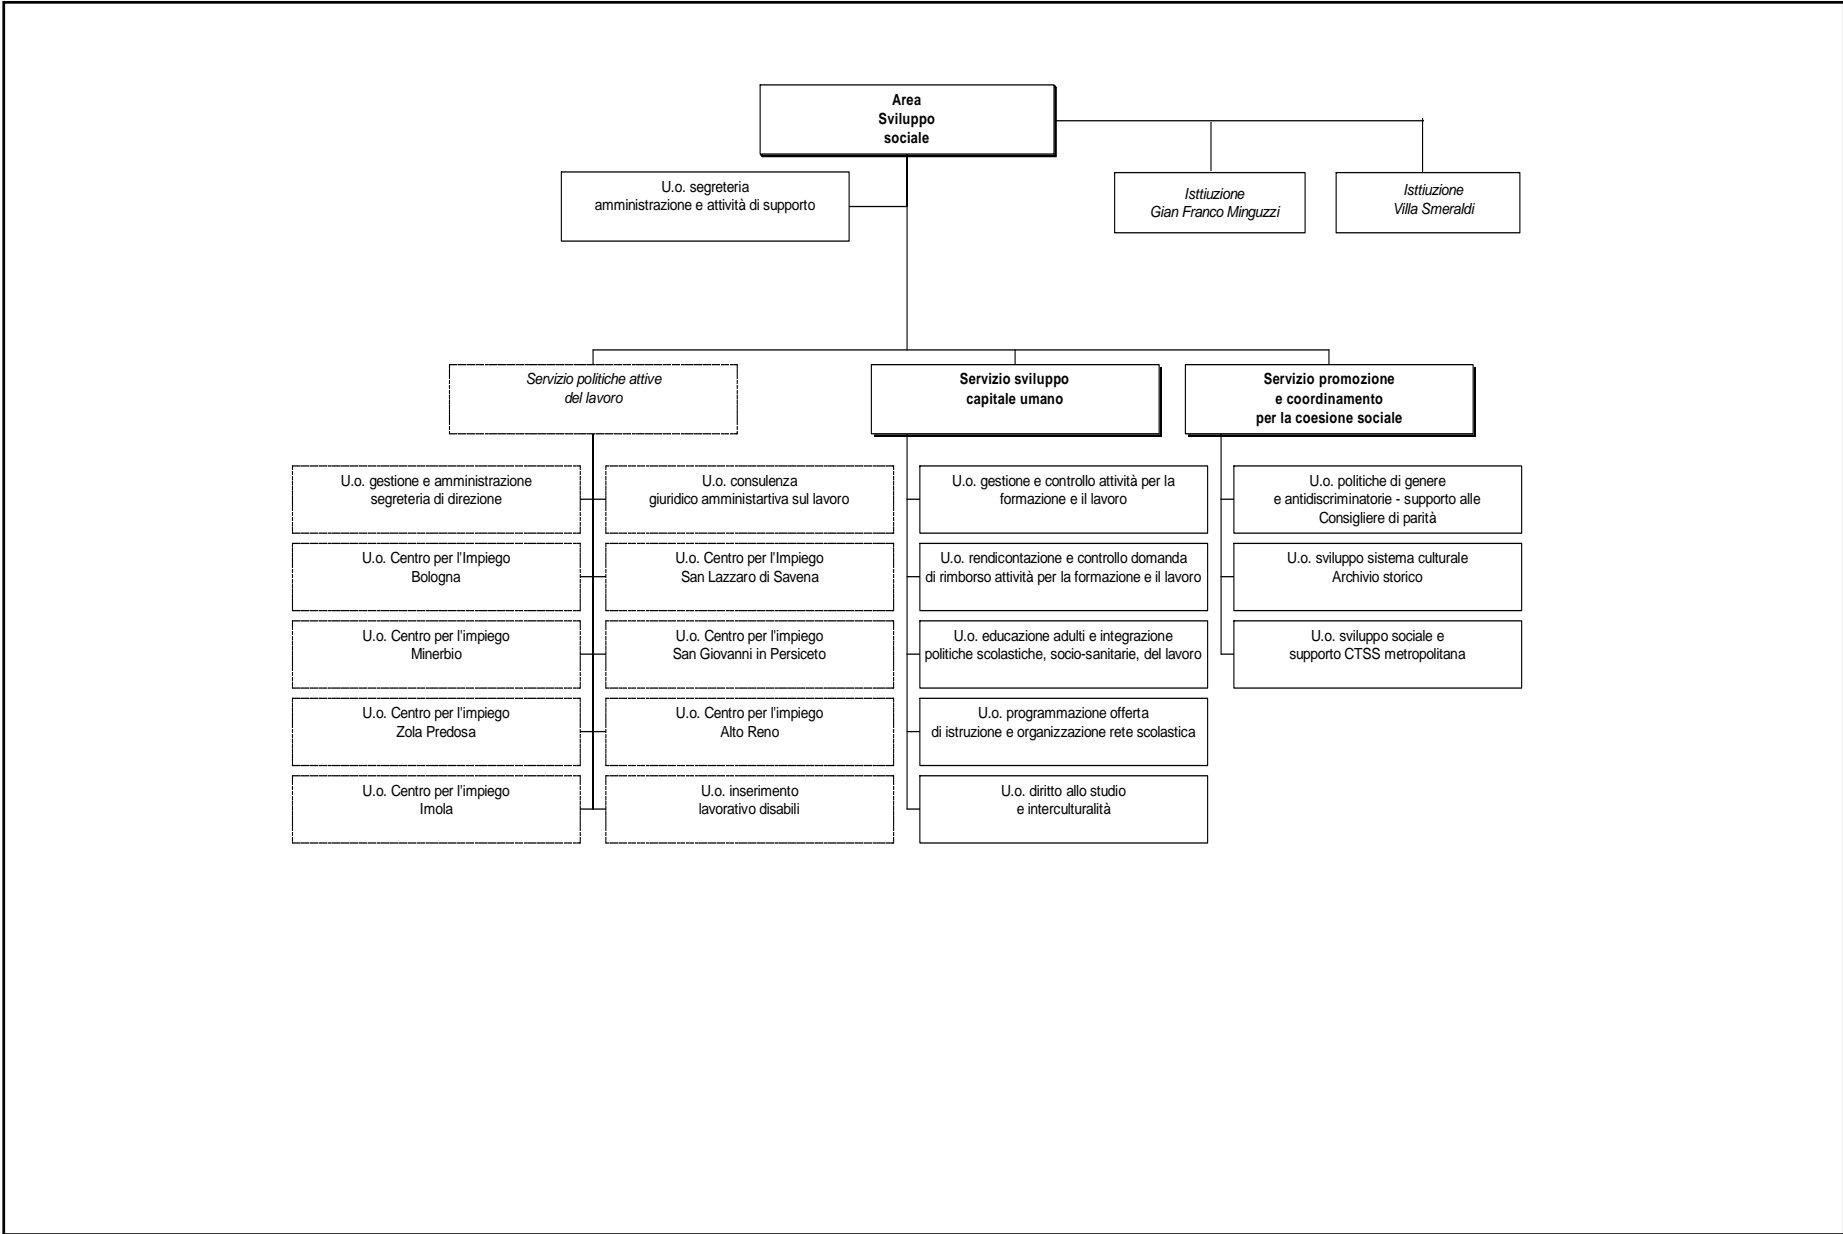 Area
Sviluppo
sociale
U.o. segreteria
amministrazione e attività di supporto
Isttiuzione
Gian Franco Minguzzi
Isttiuzione
Villa Smeraldi
Servizio politiche attive
del lavoro
Servizio sviluppo
capitale umano
Servizio promozione
e coordinamento
per la coesione sociale
U.o. gestione e amministrazione
segreteria di direzione
U.o. consulenza
giuridico amministartiva sul lavoro
U.o. gestione e controllo attività per la
formazione e il lavoro
U.o. politiche di genere
e antidiscriminatorie - supporto alle
Consigliere di parità
U.o. Centro per l'Impiego
Bologna
U.o. Centro per l'Impiego
San Lazzaro di Savena
U.o. rendicontazione e controllo domanda
di rimborso attività per la formazione e il lavoro
U.o. sviluppo sistema culturale
Archivio storico
U.o. Centro per l'impiego
Minerbio
U.o. Centro per l'impiego
San Giovanni in Persiceto
U.o. educazione adulti e integrazione
politiche scolastiche, socio-sanitarie, del lavoro
U.o. sviluppo sociale e
supporto CTSS metropolitana
U.o. Centro per l'impiego
Zola Predosa
U.o. Centro per l'impiego
Alto Reno
U.o. programmazione offerta
di istruzione e organizzazione rete scolastica
U.o. Centro per l'impiego
Imola
U.o. inserimento
lavorativo disabili
U.o. diritto allo studio
e interculturalità